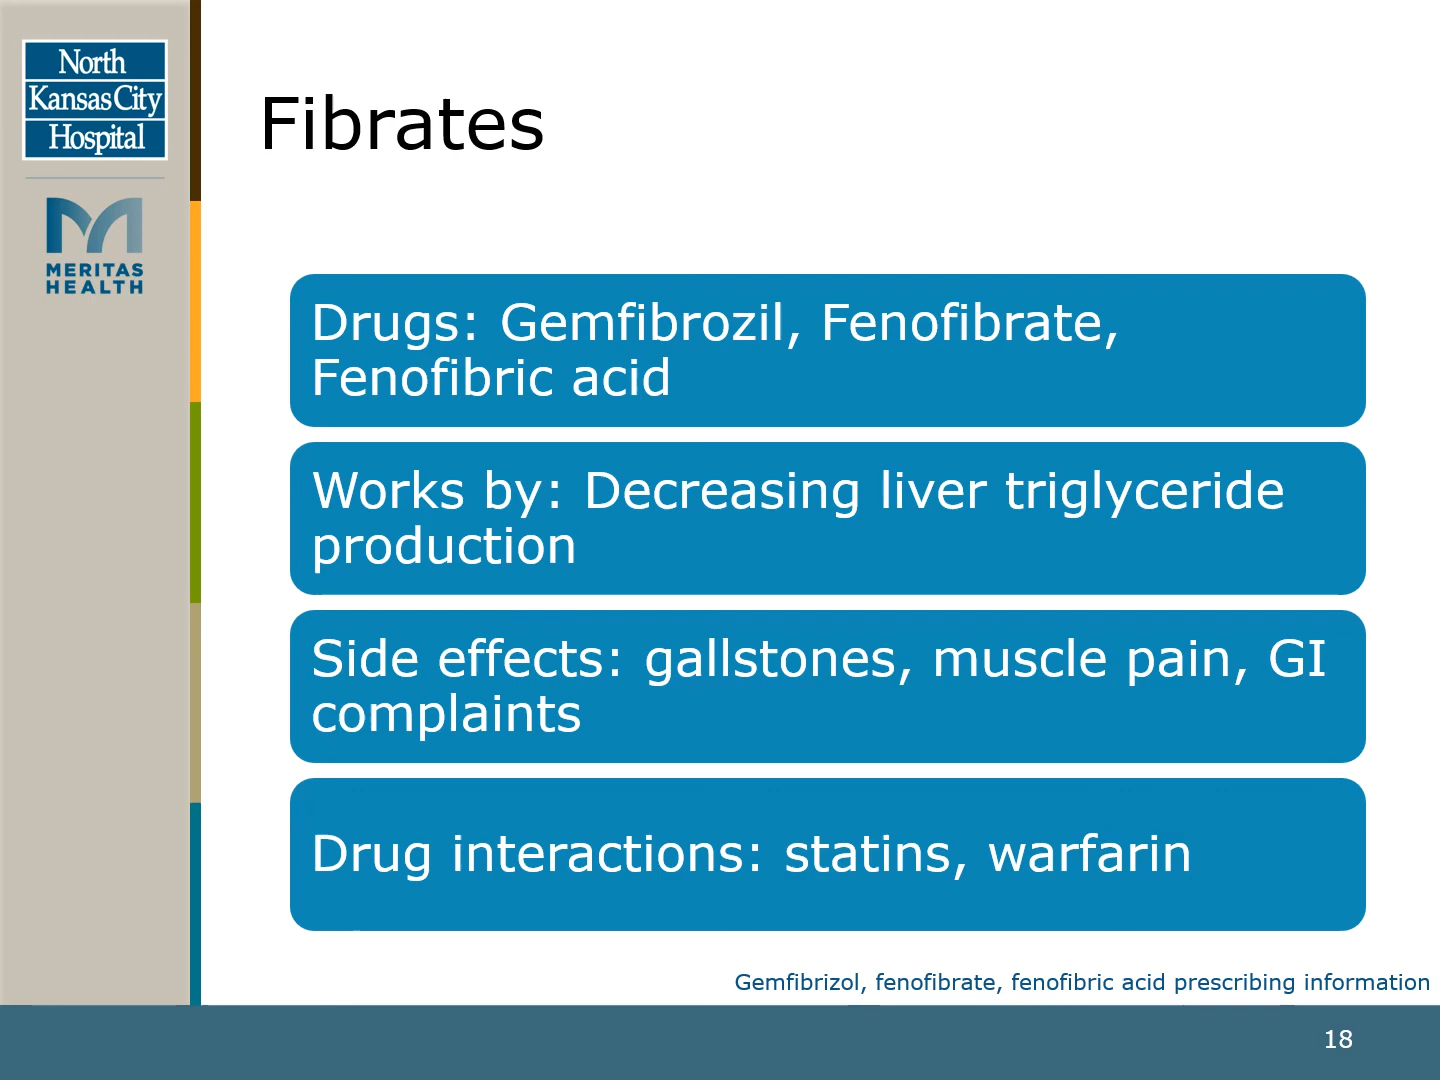 North
Kansas City
Hospital
MERITAS
HEALTH
Fibrates
Drugs: Gemfibrozil, Fenofibrate,
Fenofibric acid
Works by: Decreasing liver triglyceride
production
Side effects: gallstones, muscle pain, GI
complaints
Drug interactions: statins, warfarin
Gemfibrizol, fenofibrate, fenofibric acid prescribing information
18